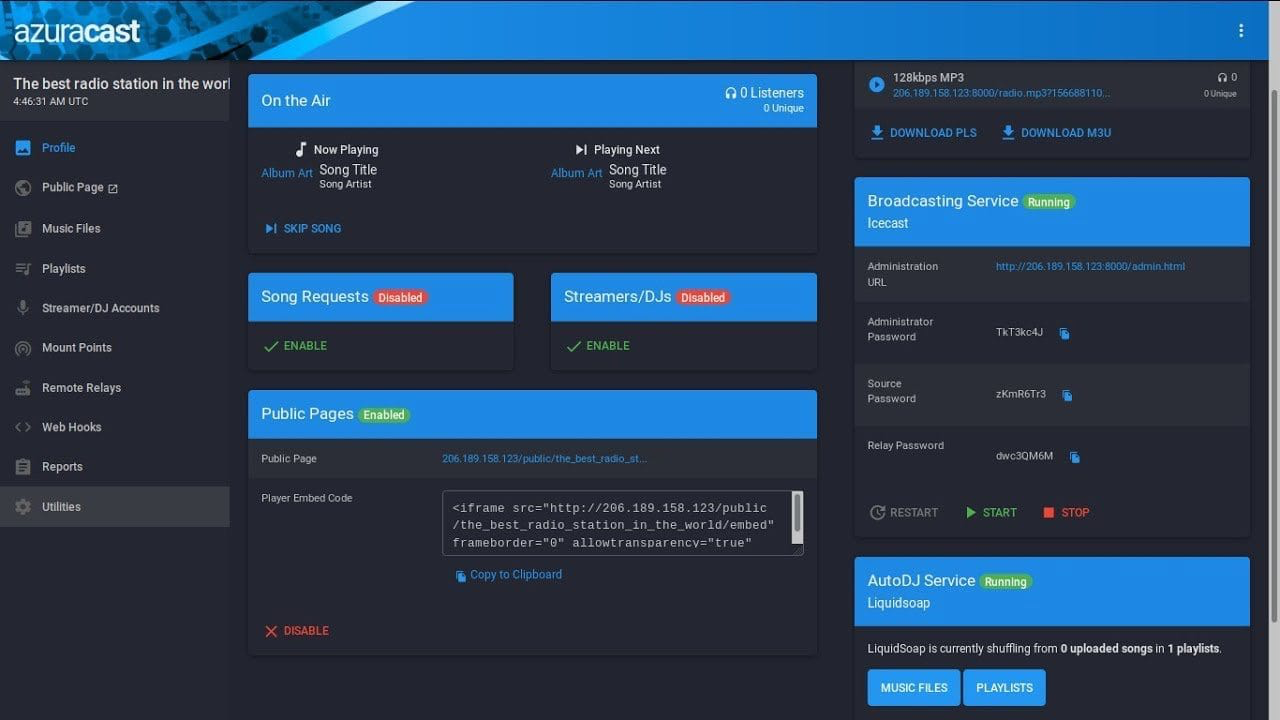 azuracast
The best radio station in the worl
4:46:31 AM UTC
Profile
Public Page
Music Files
Playlists
Streamer/DJ Accounts
Mount Points
Remote Relays
Web Hooks
Reports
Utilities
On the Air
0 Listeners
0 Unique
Now Playing
Album Art
Song Title
Song Artist
Playing Next
Album Art
Song Title
Song Artist
SKIP SONG
Song Requests Disabled
ENABLE
Streamers/DJs Disabled
ENABLE
Public Pages Enabled
Public Page
206.189.158.123/public/the_best_radio_st...
Player Embed Code
<iframe src="http://206.189.158.123/public
/the_best_radio_station_in_the_world/embed"
frameborder="0" allowtransparency="true"
Copy to Clipboard
DISABLE
128kbps MP3
206.189.158.123:8000/radio.mp3?156688110...
0
0 Unique
DOWNLOAD PLS
DOWNLOAD M3U
Broadcasting Service Running
Icecast
Administration
URL
http://206.189.158.123:8000/admin.html
Administrator
Password
TkT3kc4J
Source
Password
zKmR6Tr3
Relay Password
dwc3QM6M
RESTART
START
STOP
AutoDJ Service Running
Liquidsoap
LiquidSoap is currently shuffling from 0 uploaded songs in 1 playlists.
MUSIC FILES
PLAYLISTS